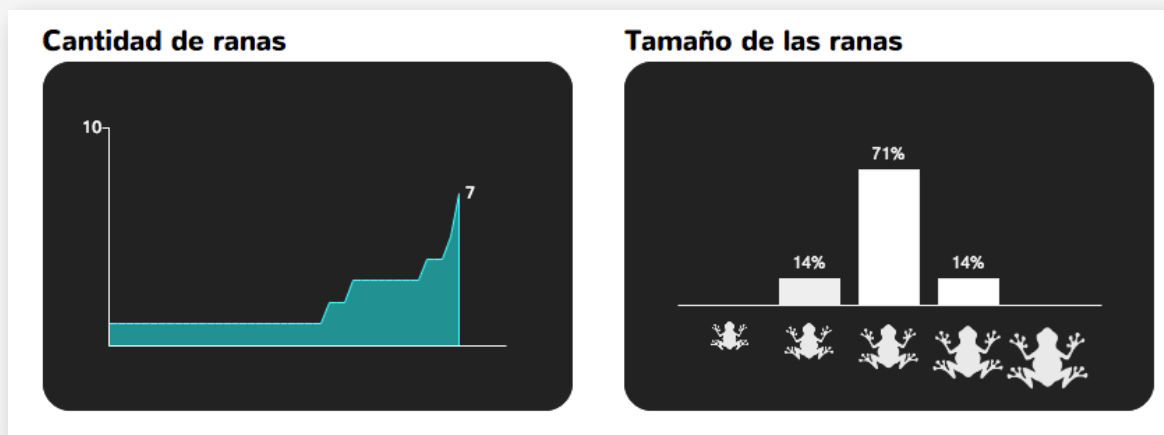 Cantidad de ranas
10
7
Tamaño de las ranas
71%
14%
14%